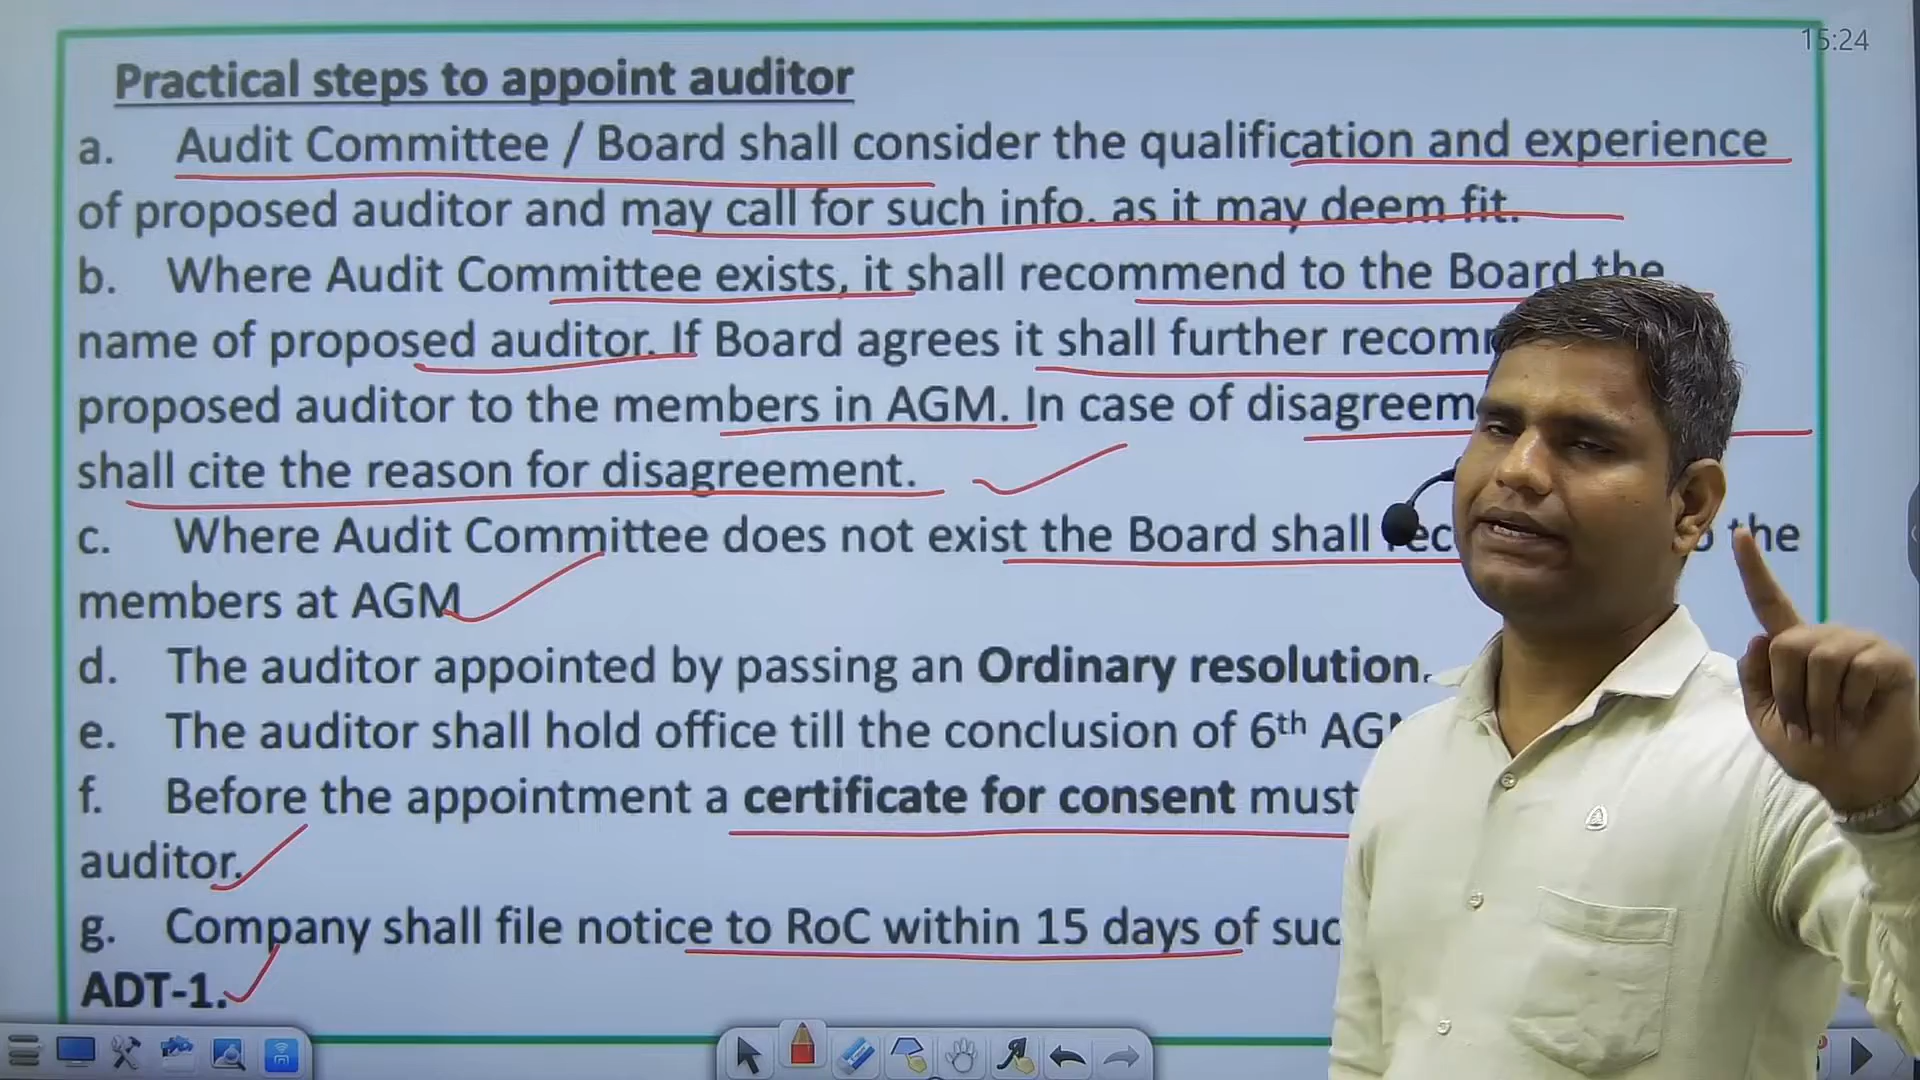 15:24
Practical steps to appoint auditor
a. Audit Committee / Board shall consider the qualification and experience
of proposed auditor and may call for such info. as it may deem fit.
b. Where Audit Committee exists, it shall recommend to the Board the
name of proposed auditor. If Board agrees it shall further
proposed auditor to the members in AGM. In case of
shall cite the reason for disagreement.
c. Where Audit Committee does not exist the Board shall the
members at AGM
d. The auditor appointed by passing an Ordinary resolution.
e. The auditor shall hold office till the conclusion of 6th
f. Before the appointment a certificate for consent must
auditor.
g. Company shall file notice to RoC within 15 days of
ADT-1.